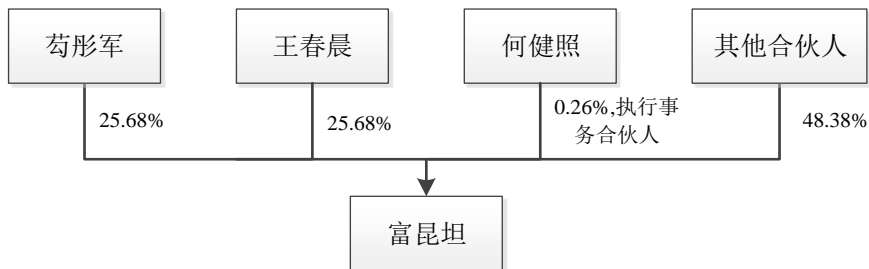 芶彤军
王春晨
何健照
其他合伙人
25.68%
25.68%
0.26%,执行事
务合伙人
48.38%
富昆坦